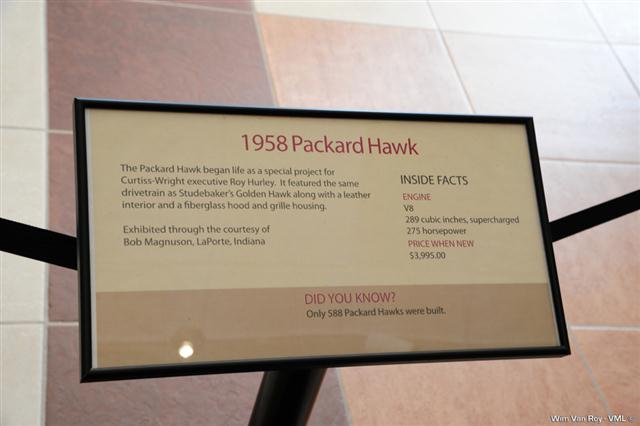 1958 Packard Hawk
The Packard Hawk began life as a special project for
Curtiss-Wright executive Roy Hurley. It featured the same
drivetrain as Studebaker's Golden Hawk along with a leather
interior and a fiberglass hood and grille housing.
Exhibited through the courtesy of
Bob Magnuson, LaPorte, Indiana
INSIDE FACTS
ENGINE
V8
289 cubic inches, supercharged
275 horsepower
PRICE WHEN NEW
$3,995.00
DID YOU KNOW?
Only 588 Packard Hawks were built.
Wim Van Roy - VML ©